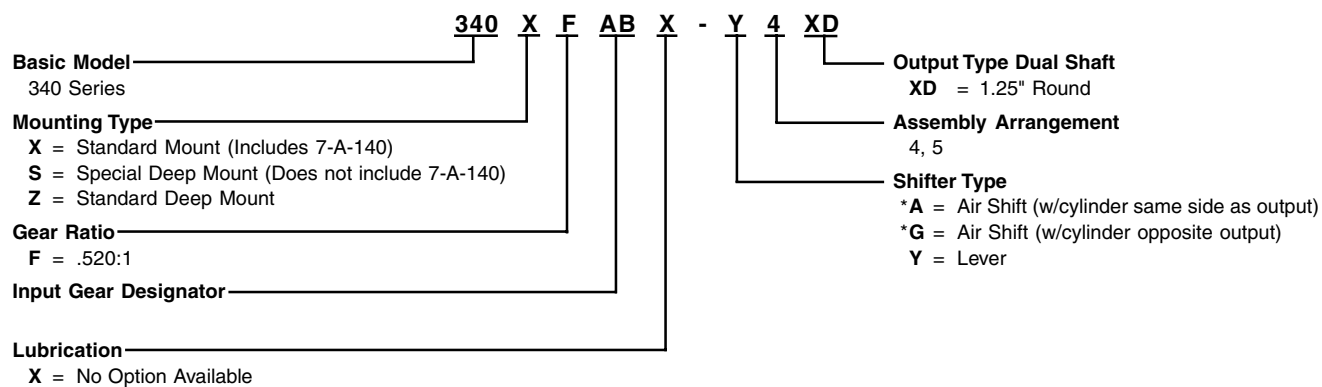 340 X F AB X - Y 4 XD
Basic Model
340 Series
Mounting Type
X = Standard Mount (Includes 7-A-140)
S = Special Deep Mount (Does not include 7-A-140)
Z = Standard Deep Mount
Gear Ratio
F = .520:1
Input Gear Designator
Lubrication
X = No Option Available
Output Type Dual Shaft
XD = 1.25" Round
Assembly Arrangement
4, 5
Shifter Type
*A = Air Shift (w/cylinder same side as output)
*G = Air Shift (w/cylinder opposite output)
Y = Lever